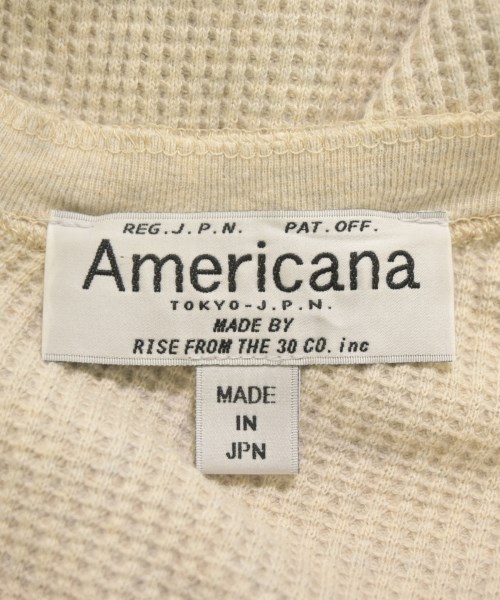 REG.J.P.N. PAT.OFF.
Americana
TOKYO-J.P.N.
MADE BY
RISE FROM THE 30 CO. inc
MADE
IN
JPN